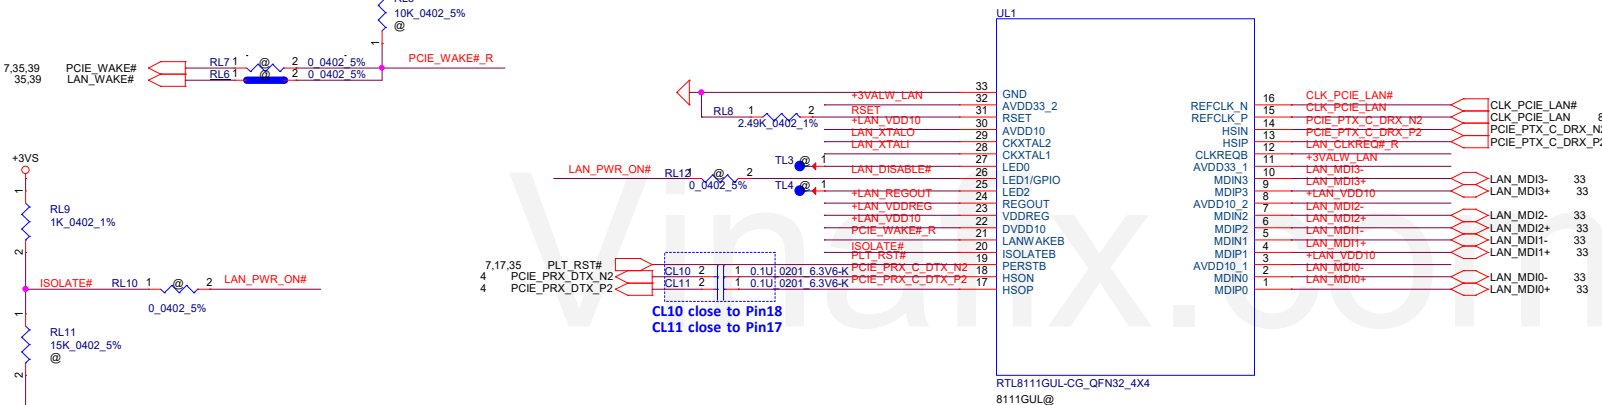 10K_0402_5%
@
1
7,35,39 PCIE_WAKE# RL7 1 @ 2 0_0402_5% PCIE_WAKE#_R
35,39 LAN_WAKE# RL6 1 @ 2 0_0402_5%
+3VS
1
RL9
1K_0402_1%
2
ISOLATE# RL10 1 @ 2 LAN_PWR_ON#
0_0402_5%
1
RL11
15K_0402_5%
@
2
UL1
33 GND
+3VALW_LAN 32 AVDD33_2
RL8 1 2 RSET 31 RSET
2.49K_0402_1% +LAN_VDD10 30 AVDD10
LAN_XTALO 29 CKXTAL2
LAN_XTALI 28 CKXTAL1
TL3 @ 1 27 LED0
LAN_PWR_ON# RL12 1 @ 2 LAN_DISABLE# 26 LED1/GPIO
0_0402_5%
TL4 @ 1 25 LED2
+LAN_REGOUT 24 REGOUT
+LAN_VDDREG 23 VDDREG
+LAN_VDD10 22 DVDD10
PCIE_WAKE#_R 21 LANWAKEB
ISOLATE# 20 ISOLATEB
7,17,35 PLT_RST# PLT_RST# 19 PERSTB
4 PCIE_PRX_DTX_N2 CL10 2 1 0.1U_0201_6.3V6-K PCIE_PRX_C_DTX_N2 18 HSON
4 PCIE_PRX_DTX_P2 CL11 2 1 0.1U_0201_6.3V6-K PCIE_PRX_C_DTX_P2 17 HSOP
CL10 close to Pin18
CL11 close to Pin17
REFCLK_N 16 CLK_PCIE_LAN# CLK_PCIE_LAN#
REFCLK_P 15 CLK_PCIE_LAN CLK_PCIE_LAN 8
HSIN 14 PCIE_PTX_C_DRX_N2 PCIE_PTX_C_DRX_N2
HSIP 13 PCIE_PTX_C_DRX_P2 PCIE_PTX_C_DRX_P2
CLKREQB 12 LAN_CLKREQ#_R
AVDD33_1 11 +3VALW_LAN
MDIN3 10 LAN_MDI3- LAN_MDI3- 33
MDIP3 9 LAN_MDI3+ LAN_MDI3+ 33
AVDD10_2 8 +LAN_VDD10
MDIN2 7 LAN_MDI2- LAN_MDI2- 33
MDIP2 6 LAN_MDI2+ LAN_MDI2+ 33
MDIN1 5 LAN_MDI1- LAN_MDI1- 33
MDIP1 4 LAN_MDI1+ LAN_MDI1+ 33
AVDD10_1 3 +LAN_VDD10
MDIN0 2 LAN_MDI0- LAN_MDI0- 33
MDIP0 1 LAN_MDI0+ LAN_MDI0+ 33
RTL8111GUL-CG_QFN32_4X4
8111GUL@
Vinafix.com